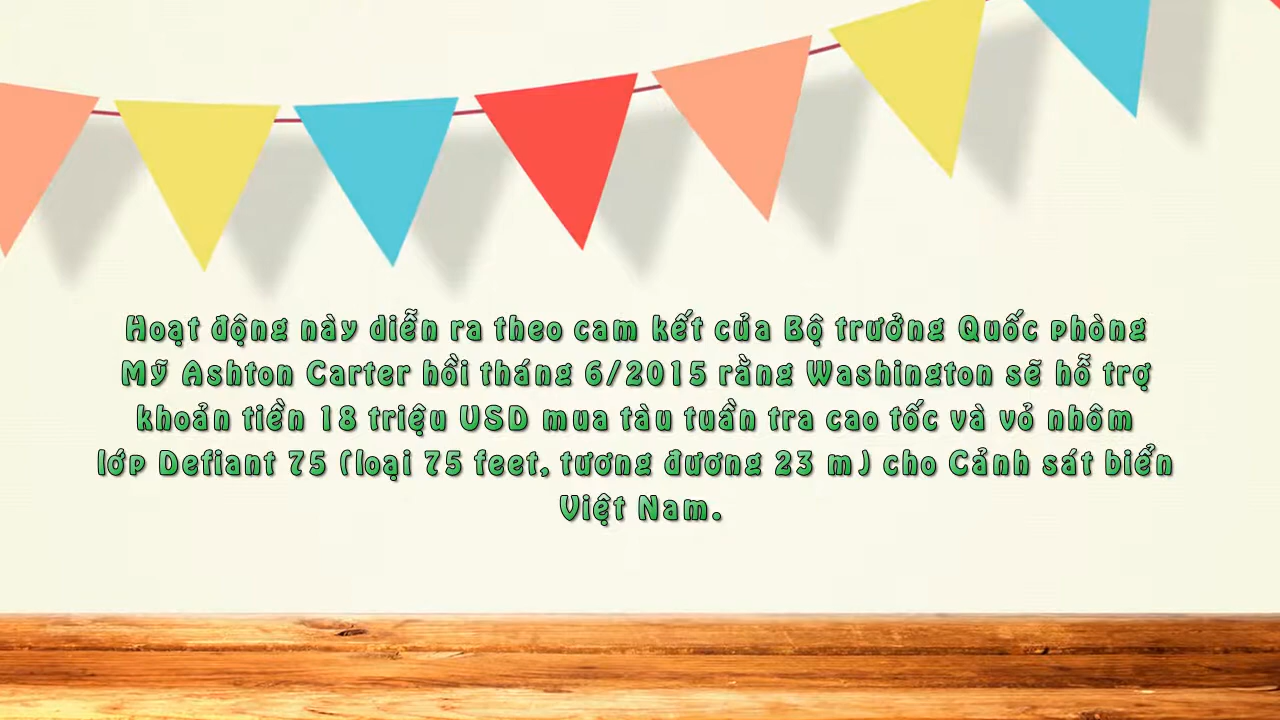 Hoạt động này diễn ra theo cam kết của Bộ trưởng Quốc phòng
Mỹ Ashton Carter hồi tháng 6/2015 rằng Washington sẽ hỗ trợ
khoản tiền 18 triệu USD mua tàu tuần tra cao tốc và vỏ nhôm
lớp Defiant 75 (loại 75 feet, tương đương 23 m) cho Cảnh sát biển
Việt Nam.